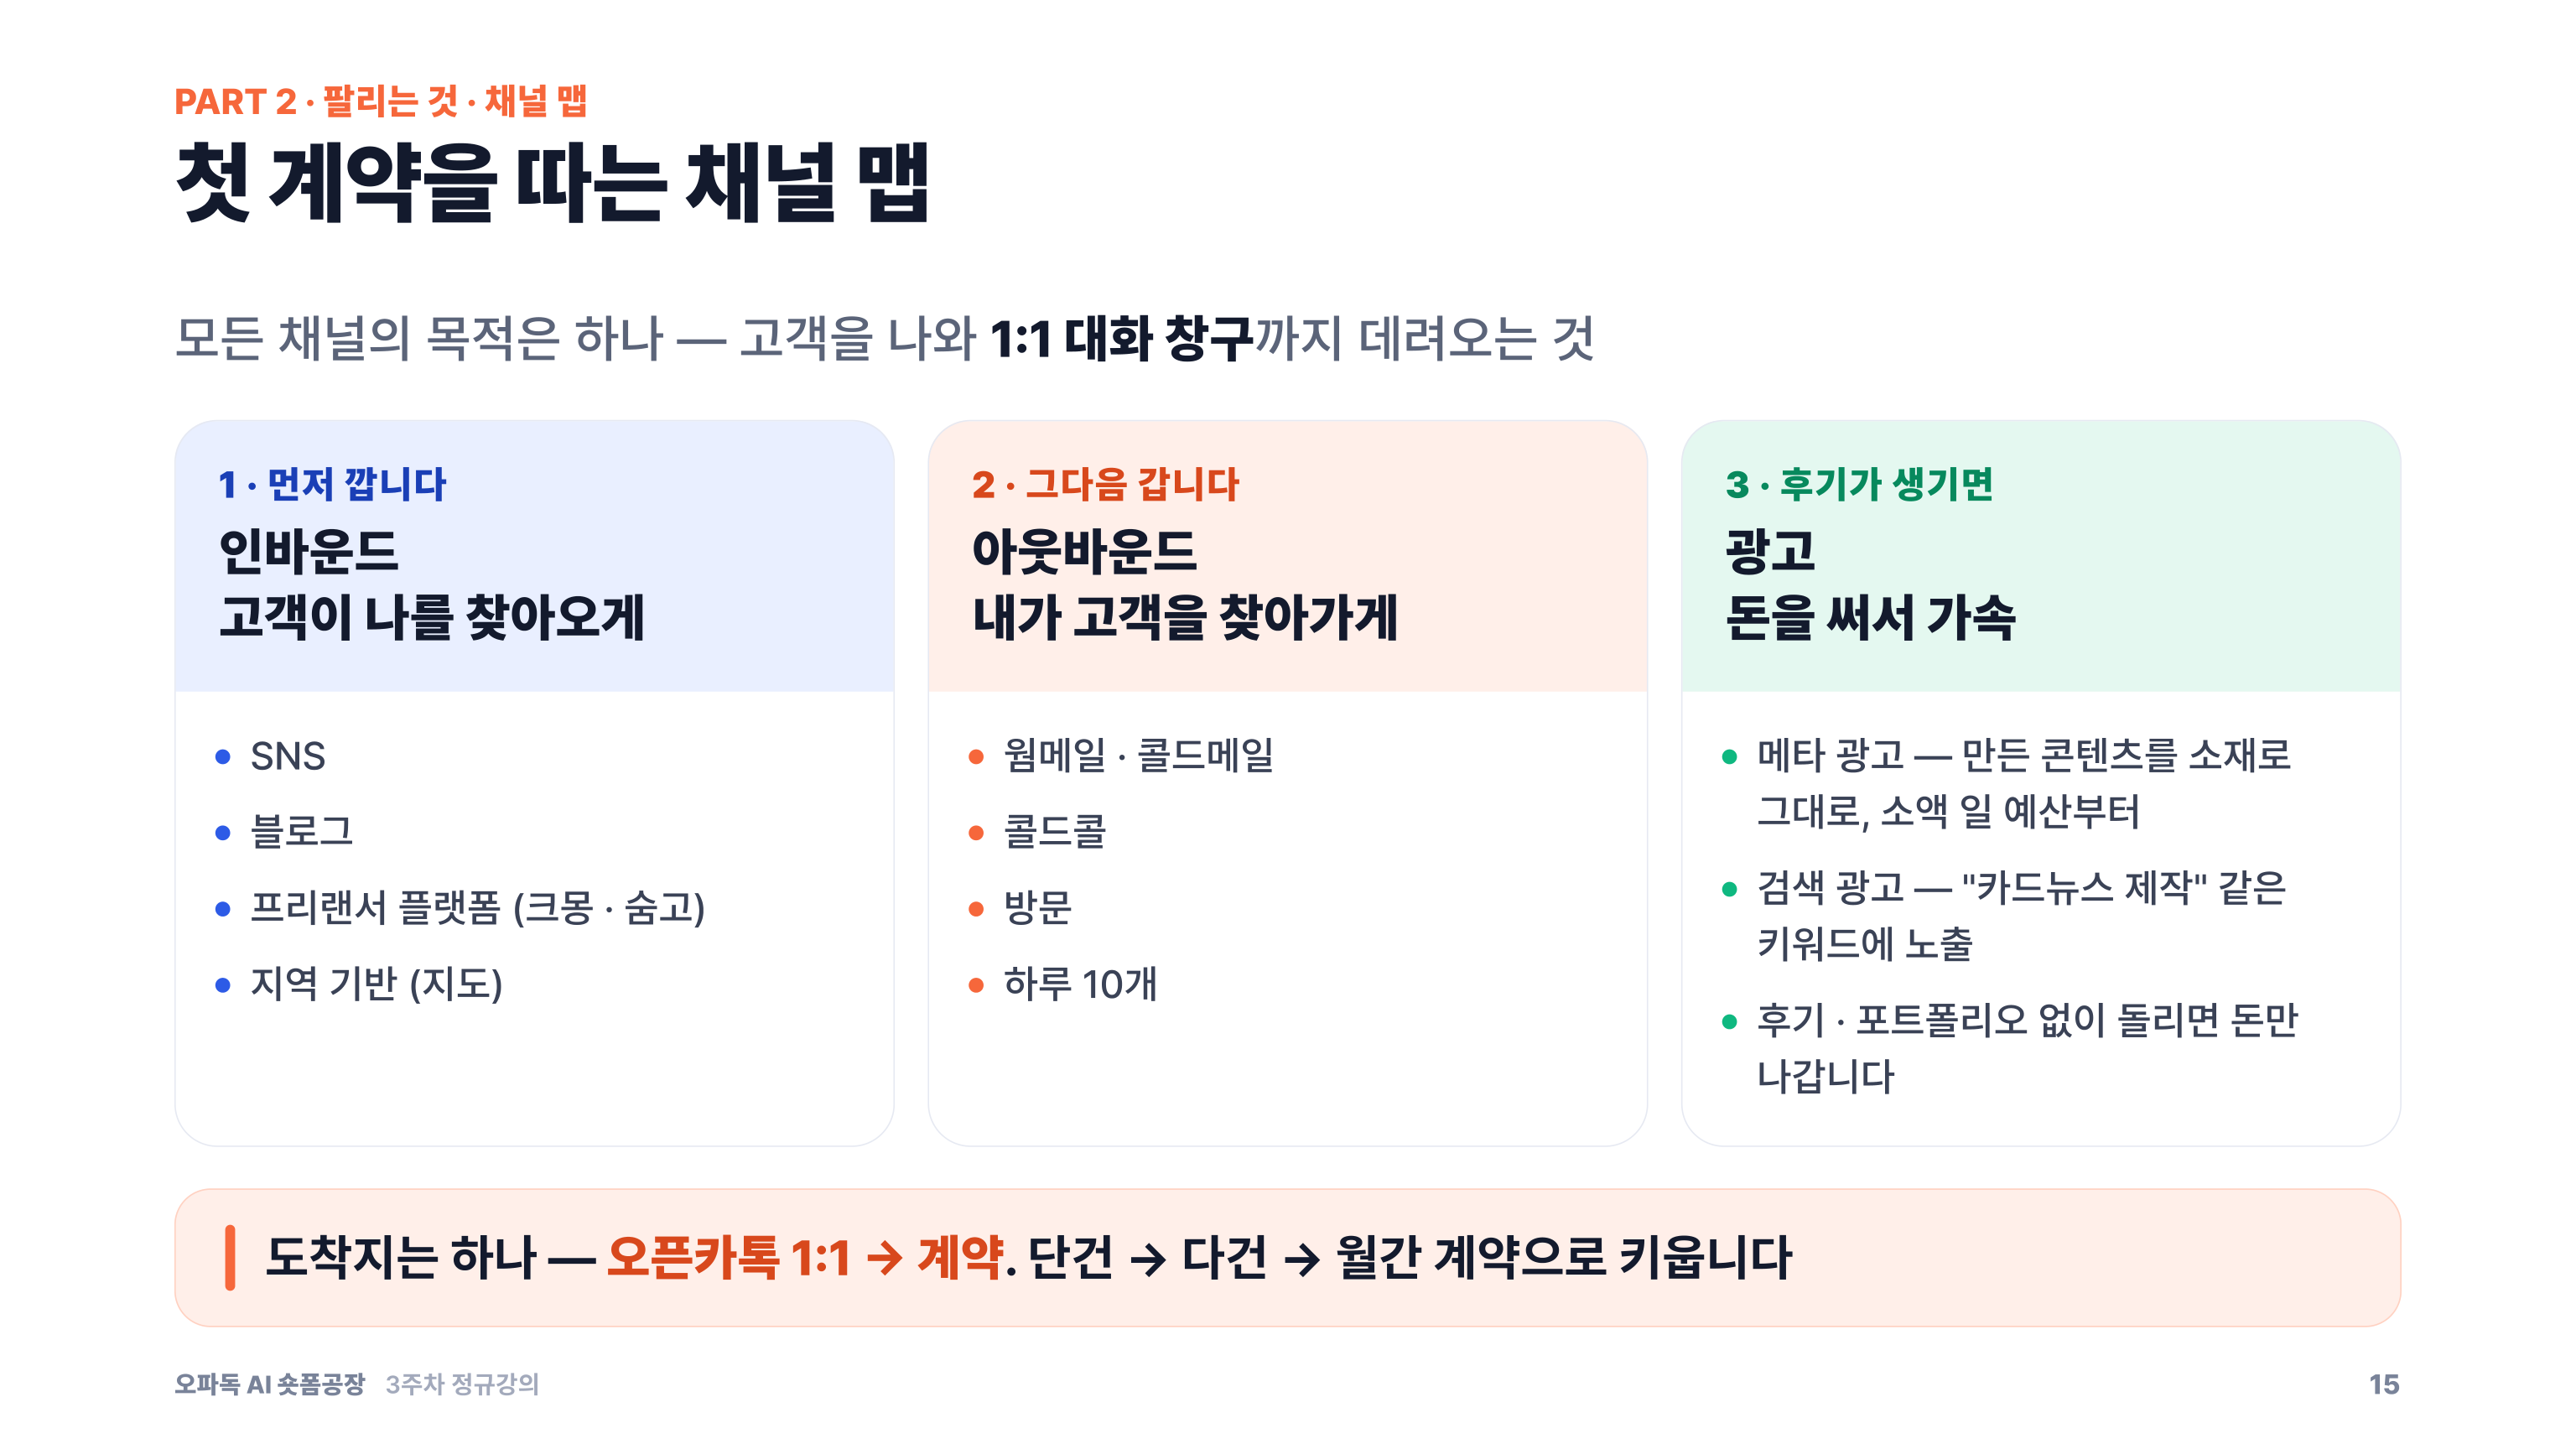 PART 2 · 팔리는 것 · 채널 맵
첫 계약을 따는 채널 맵
모든 채널의 목적은 하나 — 고객을 나와 1:1 대화 창구까지 데려오는 것
1 · 먼저 깝니다
인바운드
고객이 나를 찾아오게
SNS
블로그
프리랜서 플랫폼 (크몽 · 숨고)
지역 기반 (지도)
2 · 그다음 갑니다
아웃바운드
내가 고객을 찾아가게
웜메일 · 콜드메일
콜드콜
방문
하루 10개
3 · 후기가 생기면
광고
돈을 써서 가속
메타 광고 — 만든 콘텐츠를 소재로
그대로, 소액 일 예산부터
검색 광고 — "카드뉴스 제작" 같은
키워드에 노출
후기 · 포트폴리오 없이 돌리면 돈만
나갑니다
도착지는 하나 — 오픈카톡 1:1 → 계약. 단건 → 다건 → 월간 계약으로 키웁니다
오파독 AI 숏폼공장 3주차 정규강의
15